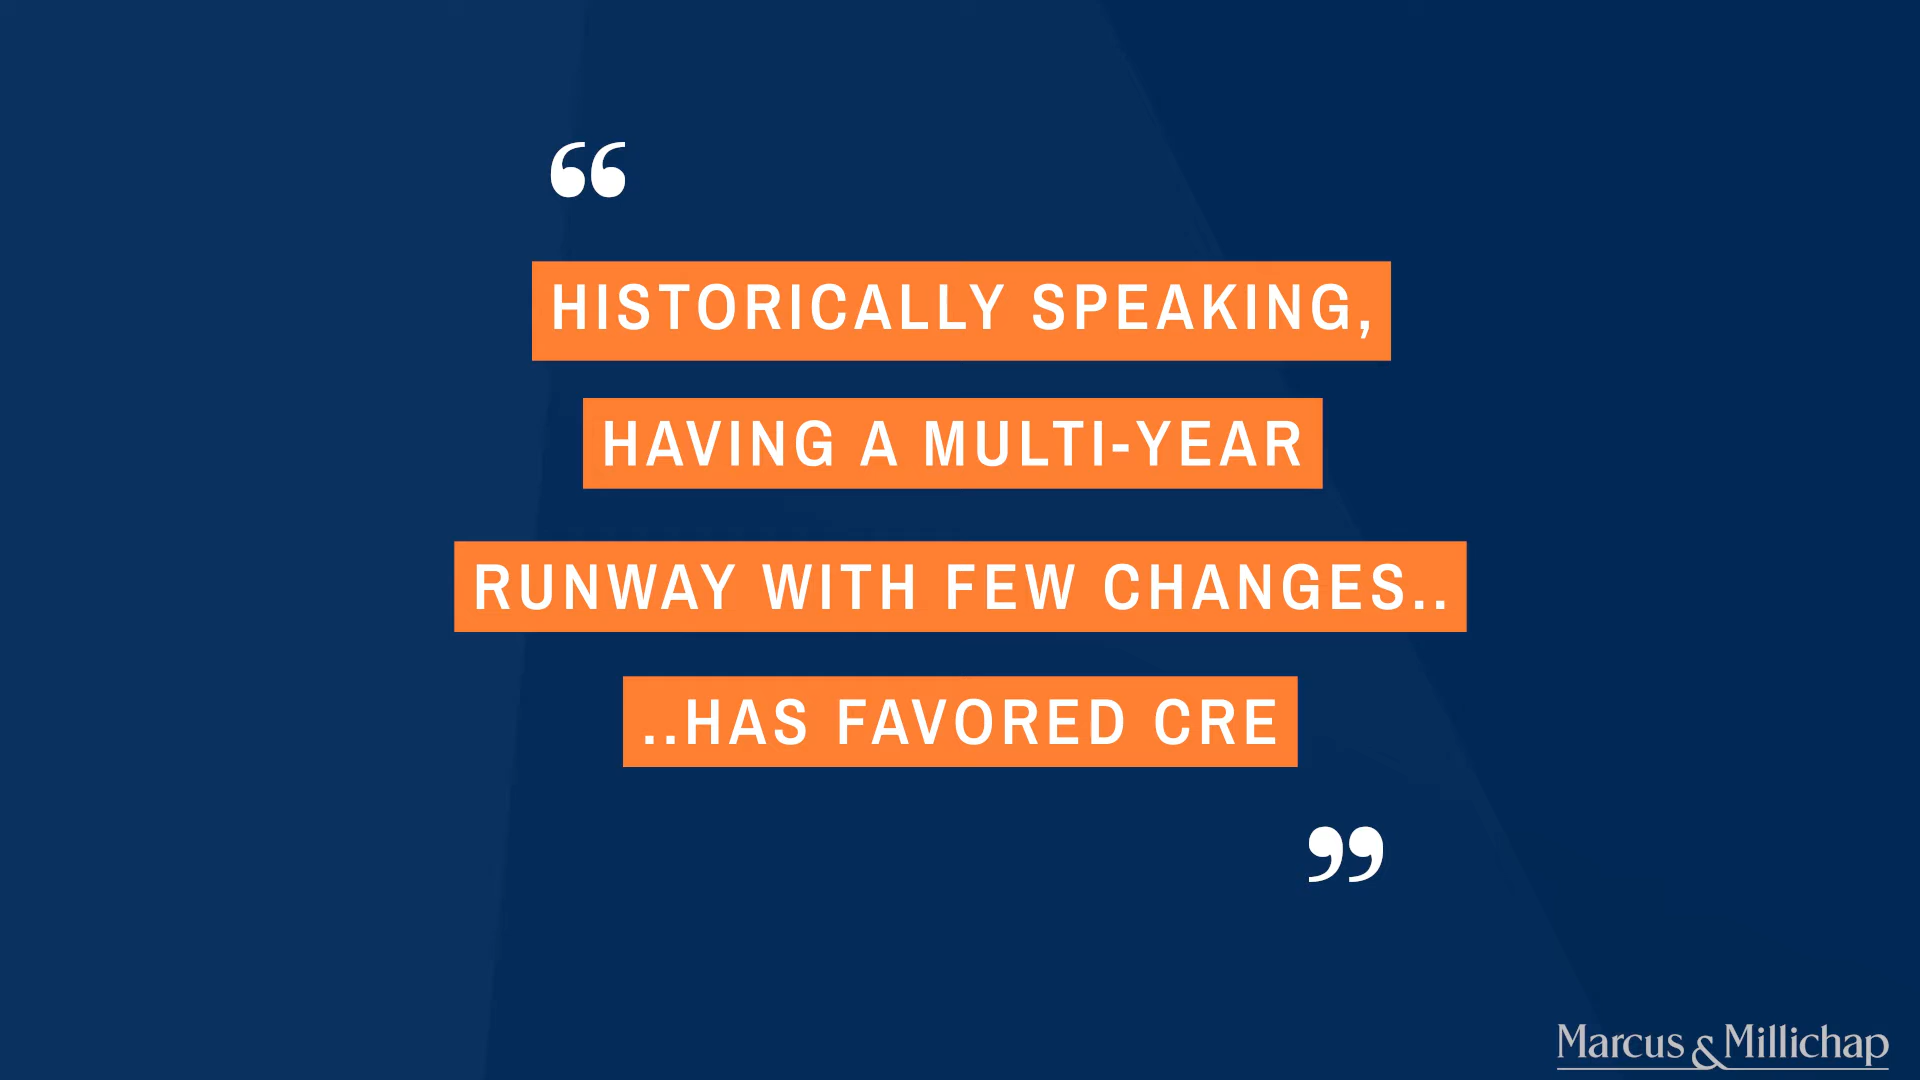 “
HISTORICALLY SPEAKING,
HAVING A MULTI-YEAR
RUNWAY WITH FEW CHANGES..
..HAS FAVORED CRE
”
Marcus & Millichap